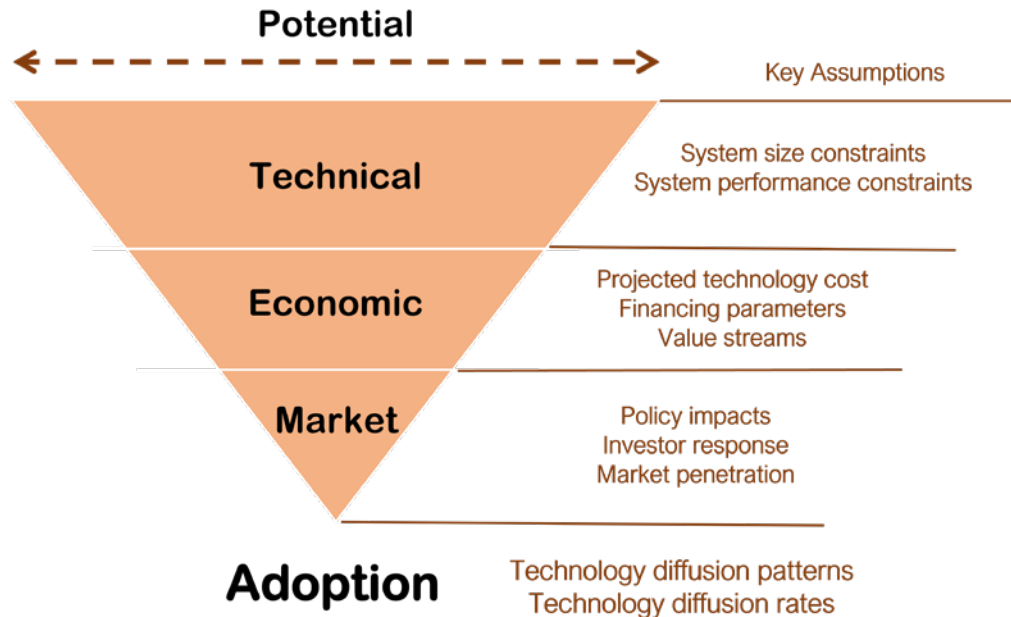 Potential
Key Assumptions
Technical
System size constraints
System performance constraints
Economic
Projected technology cost
Financing parameters
Value streams
Market
Policy impacts
Investor response
Market penetration
Adoption
Technology diffusion patterns
Technology diffusion rates